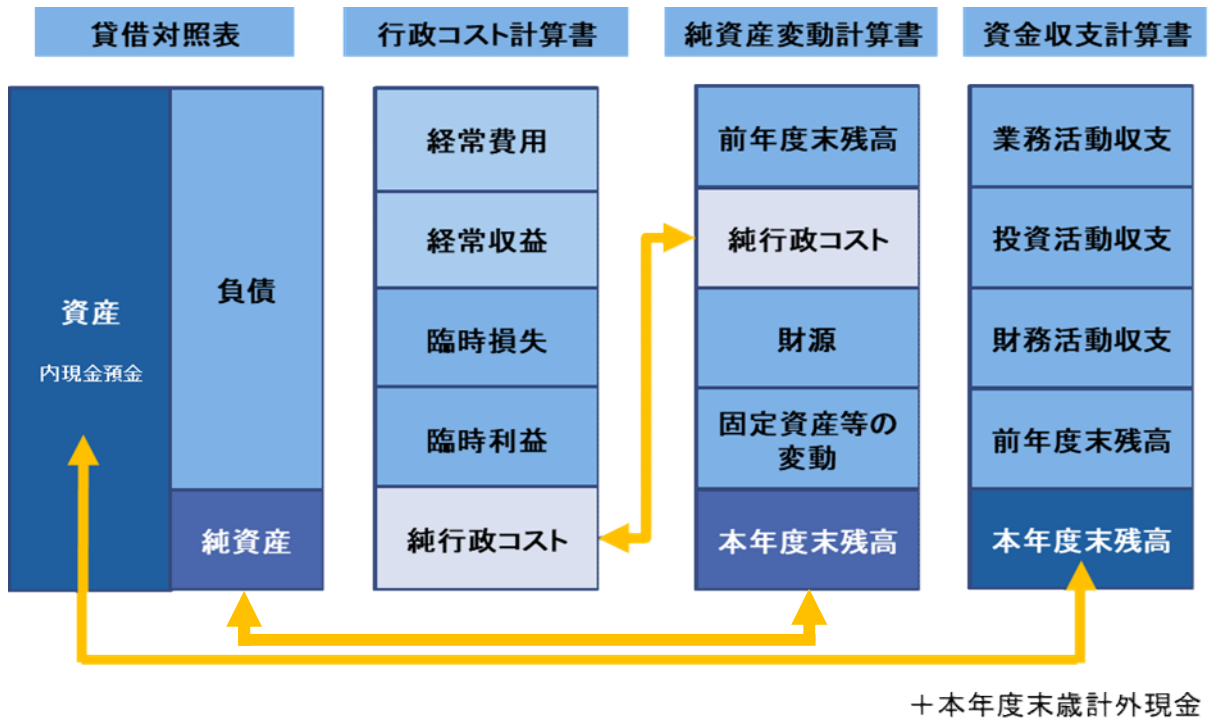 貸借対照表
資産
内現金預金
負債
純資産
行政コスト計算書
経常費用
経常収益
臨時損失
臨時利益
純行政コスト
純資産変動計算書
前年度末残高
純行政コスト
財源
固定資産等の
変動
本年度末残高
資金収支計算書
業務活動収支
投資活動収支
財務活動収支
前年度末残高
本年度末残高
＋本年度末歳計外現金